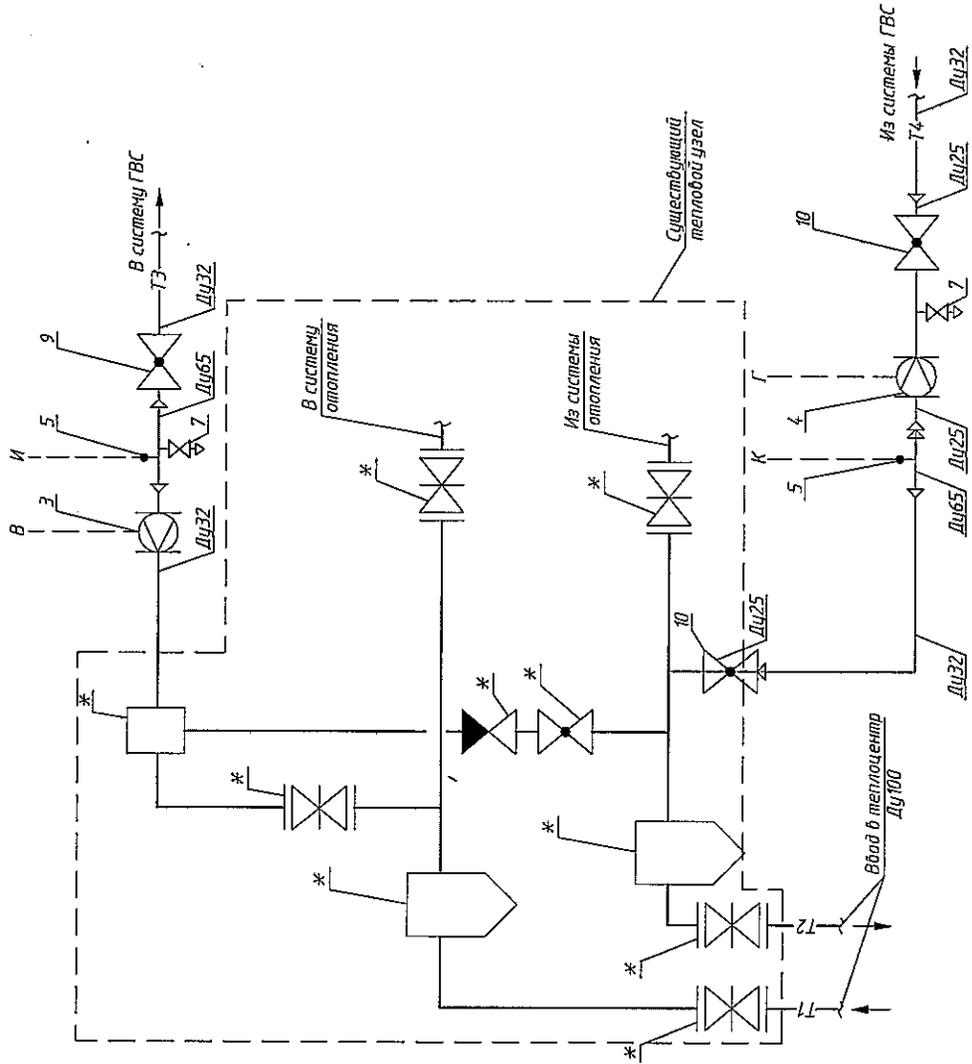 Из системы ГВС
Т4
Ду32
Ду25
10
7
Г
4
Ду25
К
5
Ду65
Ду32
В систему ГВС
Т3
Ду32
9
Ду65
5
7
И
3
В
Ду32
Существующий
тепловой узел
В систему
отопления
*
Из системы
отопления
*
10
Ду25
*
*
*
*
*
*
Ввод в теплоцентр
Ду100
Т2
*
Т1
*